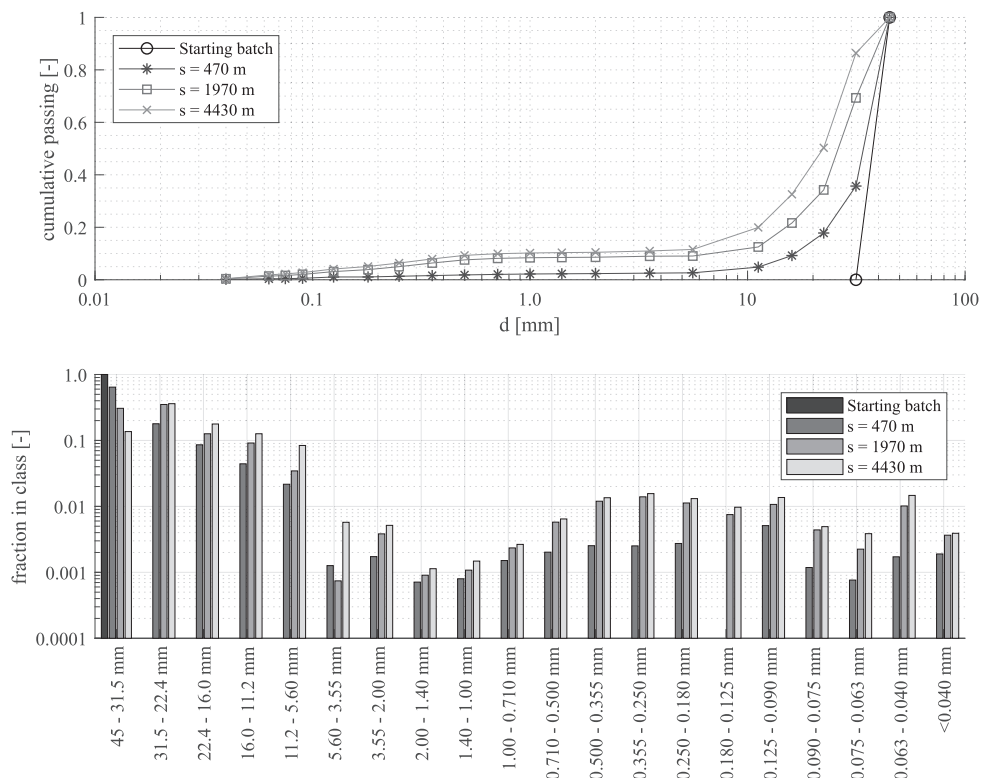 1
0.8
0.6
0.4
0.2
0
cumulative passing [-]
Starting batch
s = 470 m
s = 1970 m
s = 4430 m
0.01
0.1
1.0
10
100
d [mm]
1.0
0.1
0.01
0.001
0.0001
fraction in class [-]
Starting batch
s = 470 m
s = 1970 m
s = 4430 m
45 - 31.5 mm
31.5 - 22.4 mm
22.4 - 16.0 mm
16.0 - 11.2 mm
11.2 - 5.60 mm
5.60 - 3.55 mm
3.55 - 2.00 mm
2.00 - 1.40 mm
1.40 - 1.00 mm
1.00 - 0.710 mm
0.710 - 0.500 mm
0.500 - 0.355 mm
0.355 - 0.250 mm
0.250 - 0.180 mm
0.180 - 0.125 mm
0.125 - 0.090 mm
0.090 - 0.075 mm
0.075 - 0.063 mm
0.063 - 0.040 mm
<0.040 mm